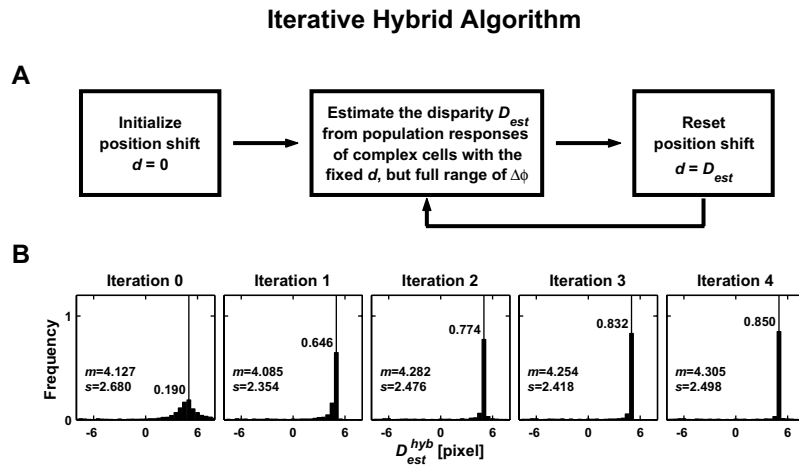 Iterative Hybrid Algorithm
A
Initialize
position shift
d = 0
Estimate the disparity D_est
from population responses
of complex cells with the
fixed d, but full range of Δϕ
Reset
position shift
d = D_est
B
Iteration 0
Iteration 1
Iteration 2
Iteration 3
Iteration 4
Frequency
1
0
m=4.127
s=2.680
0.190
m=4.085
s=2.354
0.646
m=4.282
s=2.476
0.774
m=4.254
s=2.418
0.832
m=4.305
s=2.498
0.850
-6 0 6
-6 0 6
-6 0 6
-6 0 6
-6 0 6
D_est^hyb [pixel]